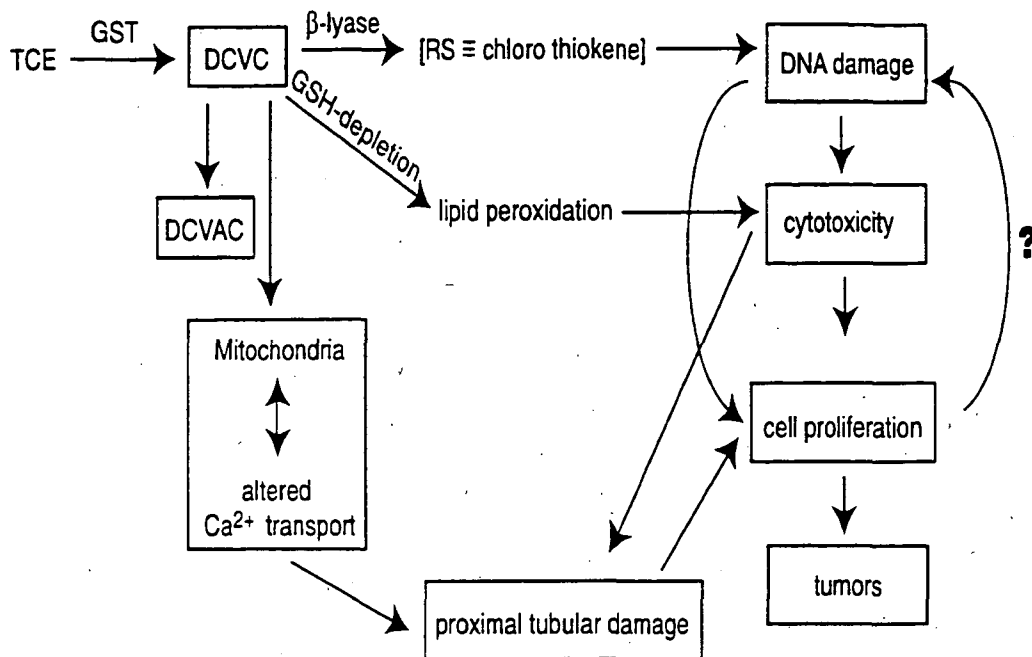 GST
TCE
DCVC
β-lyase
[RS ≡ chloro thiokene]
DNA damage
GSH-depletion
DCVAC
lipid peroxidation
cytotoxicity
?
Mitochondria
altered
Ca²⁺ transport
cell proliferation
tumors
proximal tubular damage